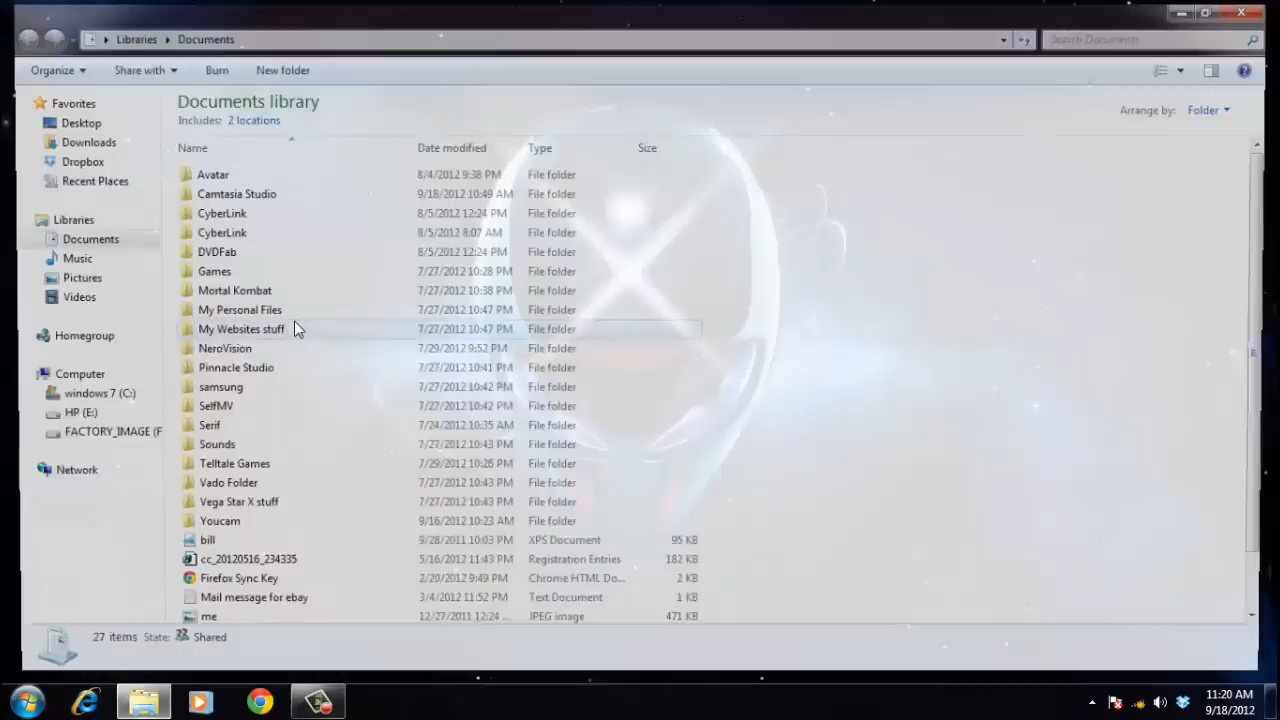 Libraries Documents
Search Documents
Organize Share with Burn New folder
Documents library
Includes: 2 locations
Arrange by: Folder
Favorites
Desktop
Downloads
Dropbox
Recent Places
Libraries
Documents
Music
Pictures
Videos
Homegroup
Computer
windows 7 (C:)
HP (E:)
FACTORY_IMAGE (F
Network
Name Date modified Type Size
Avatar 8/4/2012 9:38 PM File folder
Camtasia Studio 9/18/2012 10:49 AM File folder
CyberLink 8/5/2012 12:24 PM File folder
CyberLink 8/5/2012 8:07 AM File folder
DVDFab 8/5/2012 12:24 PM File folder
Games 7/27/2012 10:28 PM File folder
Mortal Kombat 7/27/2012 10:38 PM File folder
My Personal Files 7/27/2012 10:47 PM File folder
My Websites stuff 7/27/2012 10:47 PM File folder
NeroVision 7/29/2012 9:52 PM File folder
Pinnacle Studio 7/27/2012 10:41 PM File folder
samsung 7/27/2012 10:42 PM File folder
SelfMV 7/27/2012 10:42 PM File folder
Serif 7/24/2012 10:35 AM File folder
Sounds 7/27/2012 10:43 PM File folder
Telltale Games 7/29/2012 10:26 PM File folder
Vado Folder 7/27/2012 10:43 PM File folder
Vega Star X stuff 7/27/2012 10:43 PM File folder
Youcam 9/16/2012 10:23 AM File folder
bill 9/28/2011 10:03 PM XPS Document 95 KB
cc_20120516_234335 5/16/2012 11:43 PM Registration Entries 182 KB
Firefox Sync Key 2/20/2012 9:49 PM Chrome HTML Do... 2 KB
Mail message for ebay 3/4/2012 11:52 PM Text Document 1 KB
me 12/27/2011 12:24 ... JPEG image 471 KB
27 items State: Shared
11:20 AM
9/18/2012